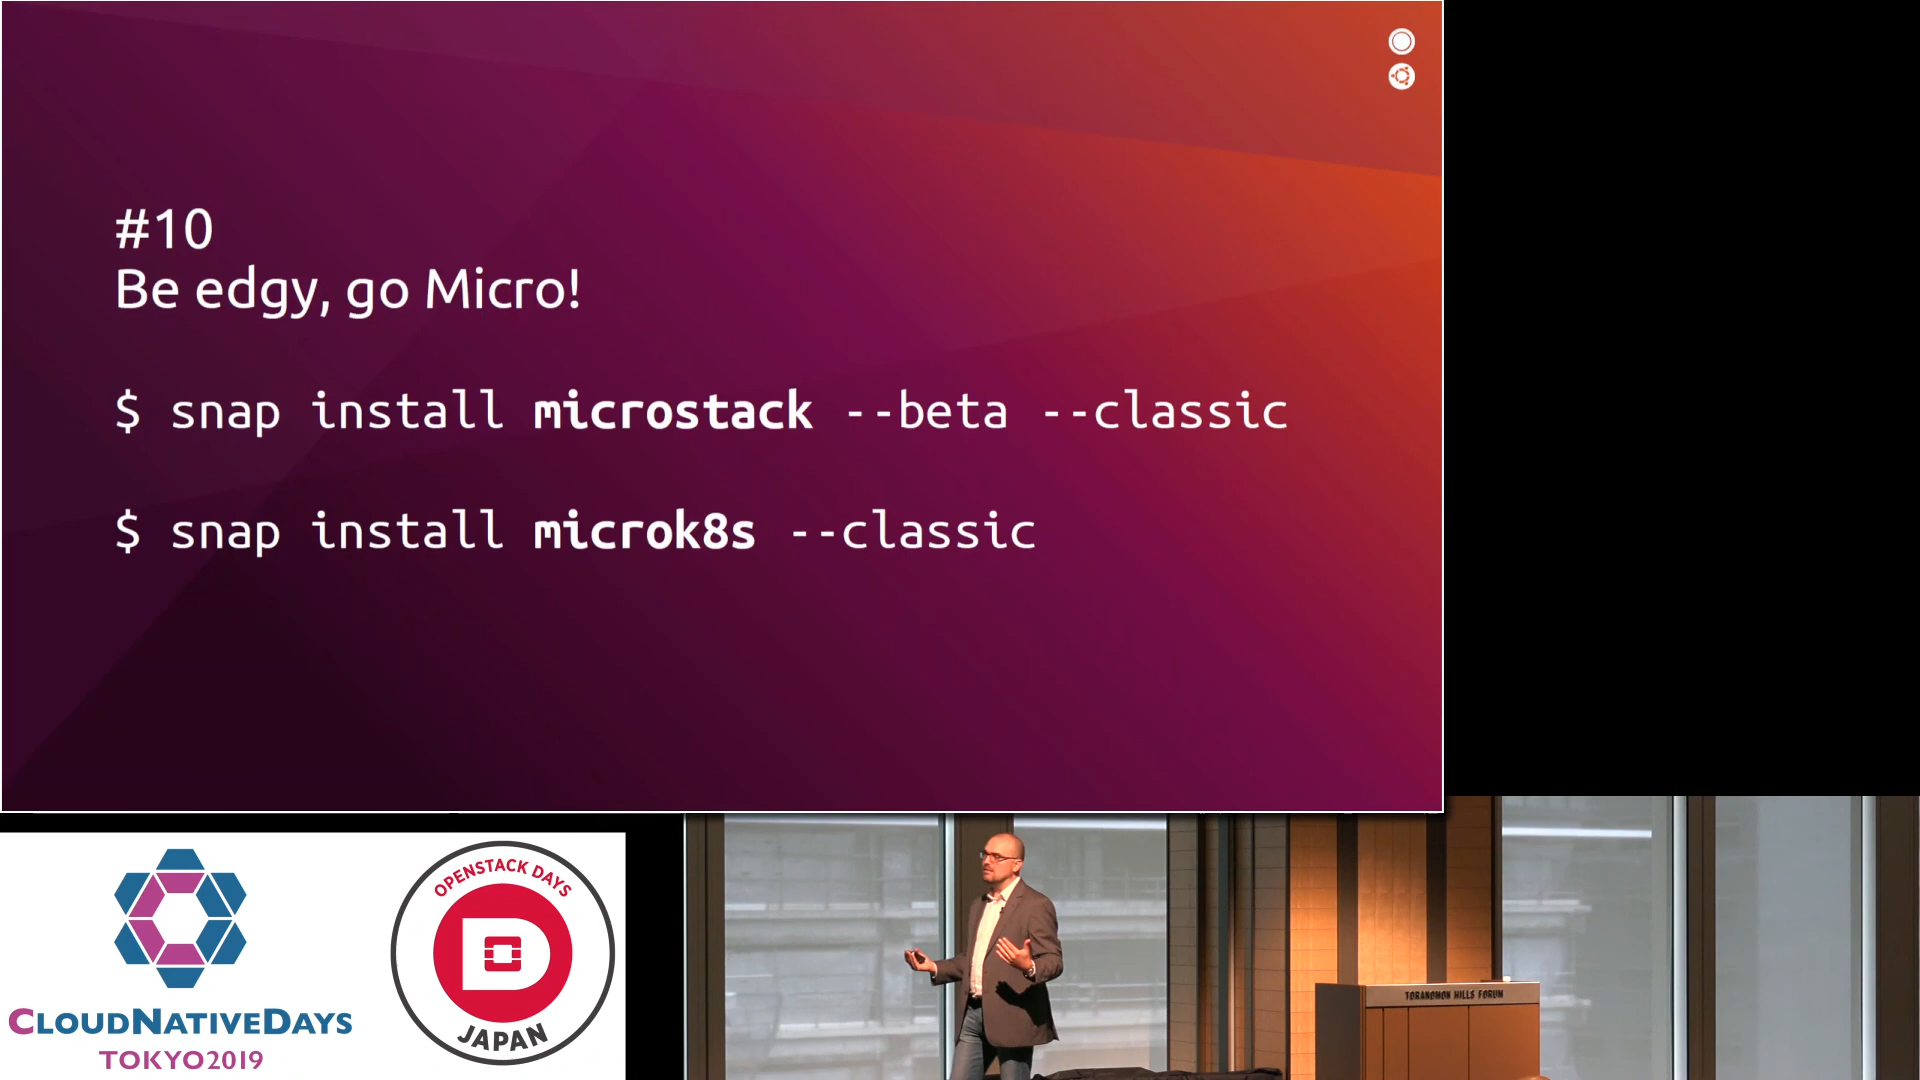 #10
Be edgy, go Micro!
$ snap install microstack --beta --classic
$ snap install microk8s --classic
OPENSTACK DAYS
JAPAN
CLOUDNATIVEDAYS
TOKYO2019
TORANOMON HILLS FORUM